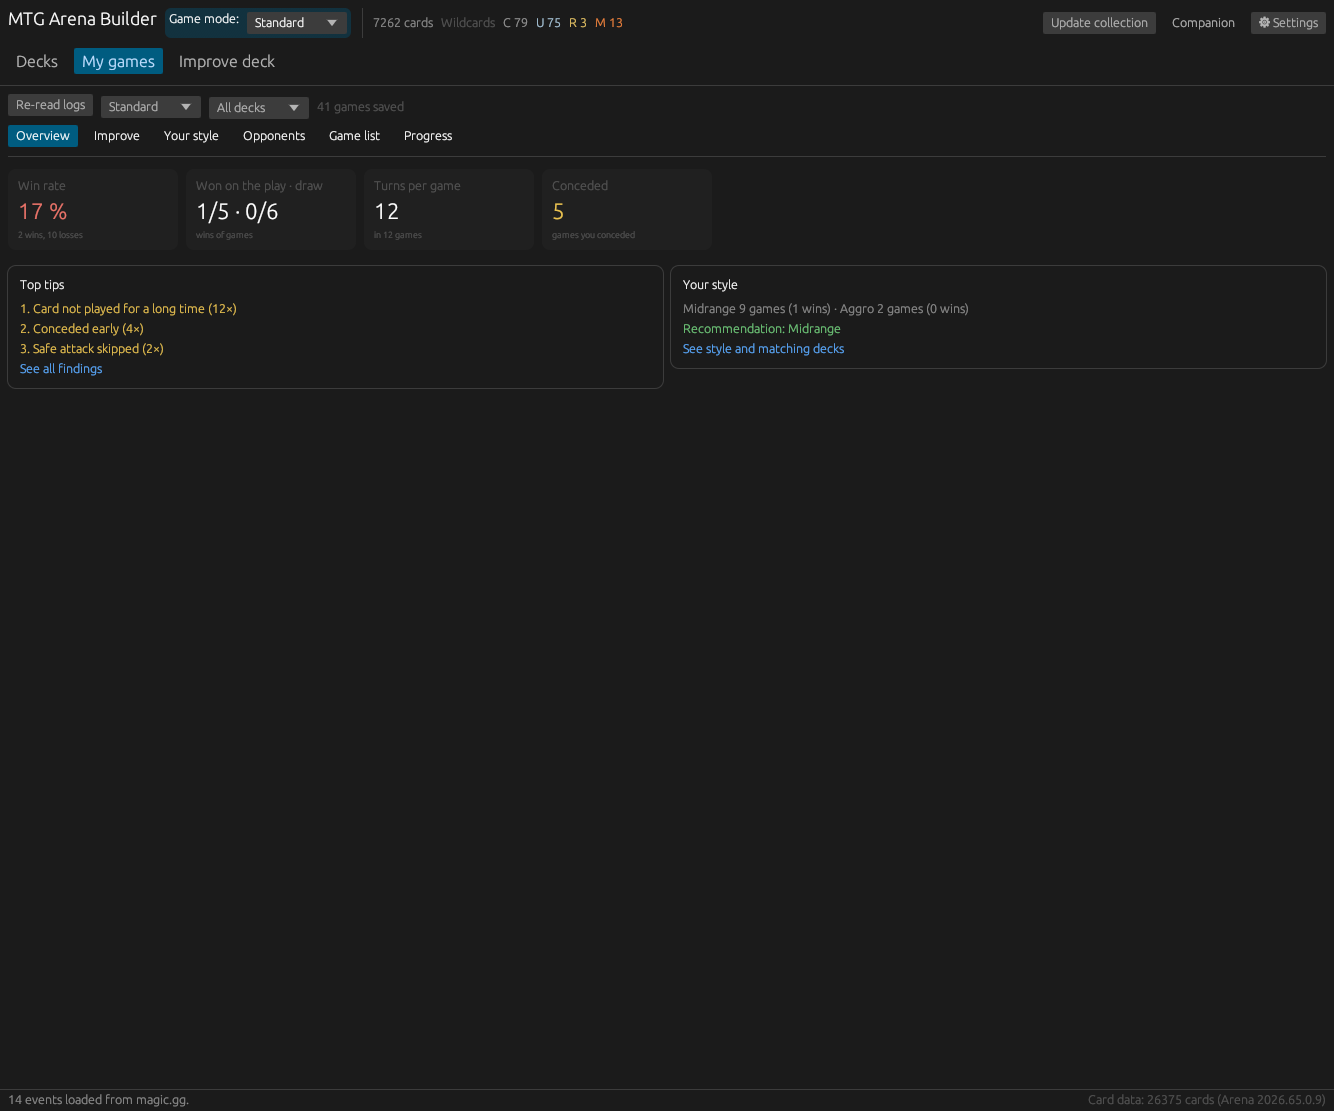 MTG Arena Builder Game mode: Standard 7262 cards Wildcards C 79 U 75 R 3 M 13 Update collection Companion Settings
Decks My games Improve deck
Re-read logs Standard All decks 41 games saved
Overview Improve Your style Opponents Game list Progress
Win rate
17 %
2 wins, 10 losses
Won on the play · draw
1/5 · 0/6
wins of games
Turns per game
12
in 12 games
Conceded
5
games you conceded
Top tips
1. Card not played for a long time (12×)
2. Conceded early (4×)
3. Safe attack skipped (2×)
See all findings
Your style
Midrange 9 games (1 wins) · Aggro 2 games (0 wins)
Recommendation: Midrange
See style and matching decks
14 events loaded from magic.gg. Card data: 26375 cards (Arena 2026.65.0.9)